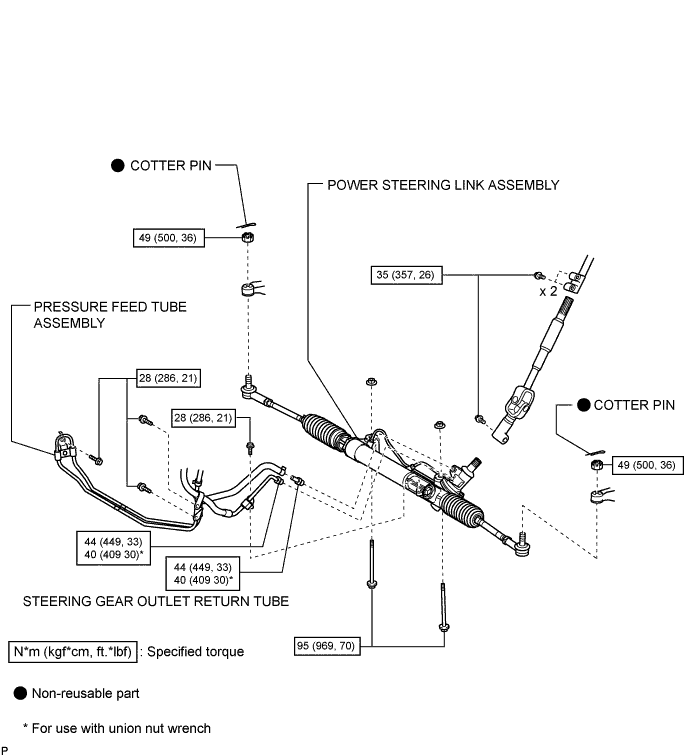 ● COTTER PIN
POWER STEERING LINK ASSEMBLY
49 (500, 36)
35 (357, 26)
x 2
PRESSURE FEED TUBE
ASSEMBLY
28 (286, 21)
28 (286, 21)
● COTTER PIN
49 (500, 36)
44 (449, 33)
40 (409 30)*
44 (449, 33)
40 (409 30)*
STEERING GEAR OUTLET RETURN TUBE
95 (969, 70)
N*m (kgf*cm, ft.*lbf) : Specified torque
● Non-reusable part
* For use with union nut wrench
P